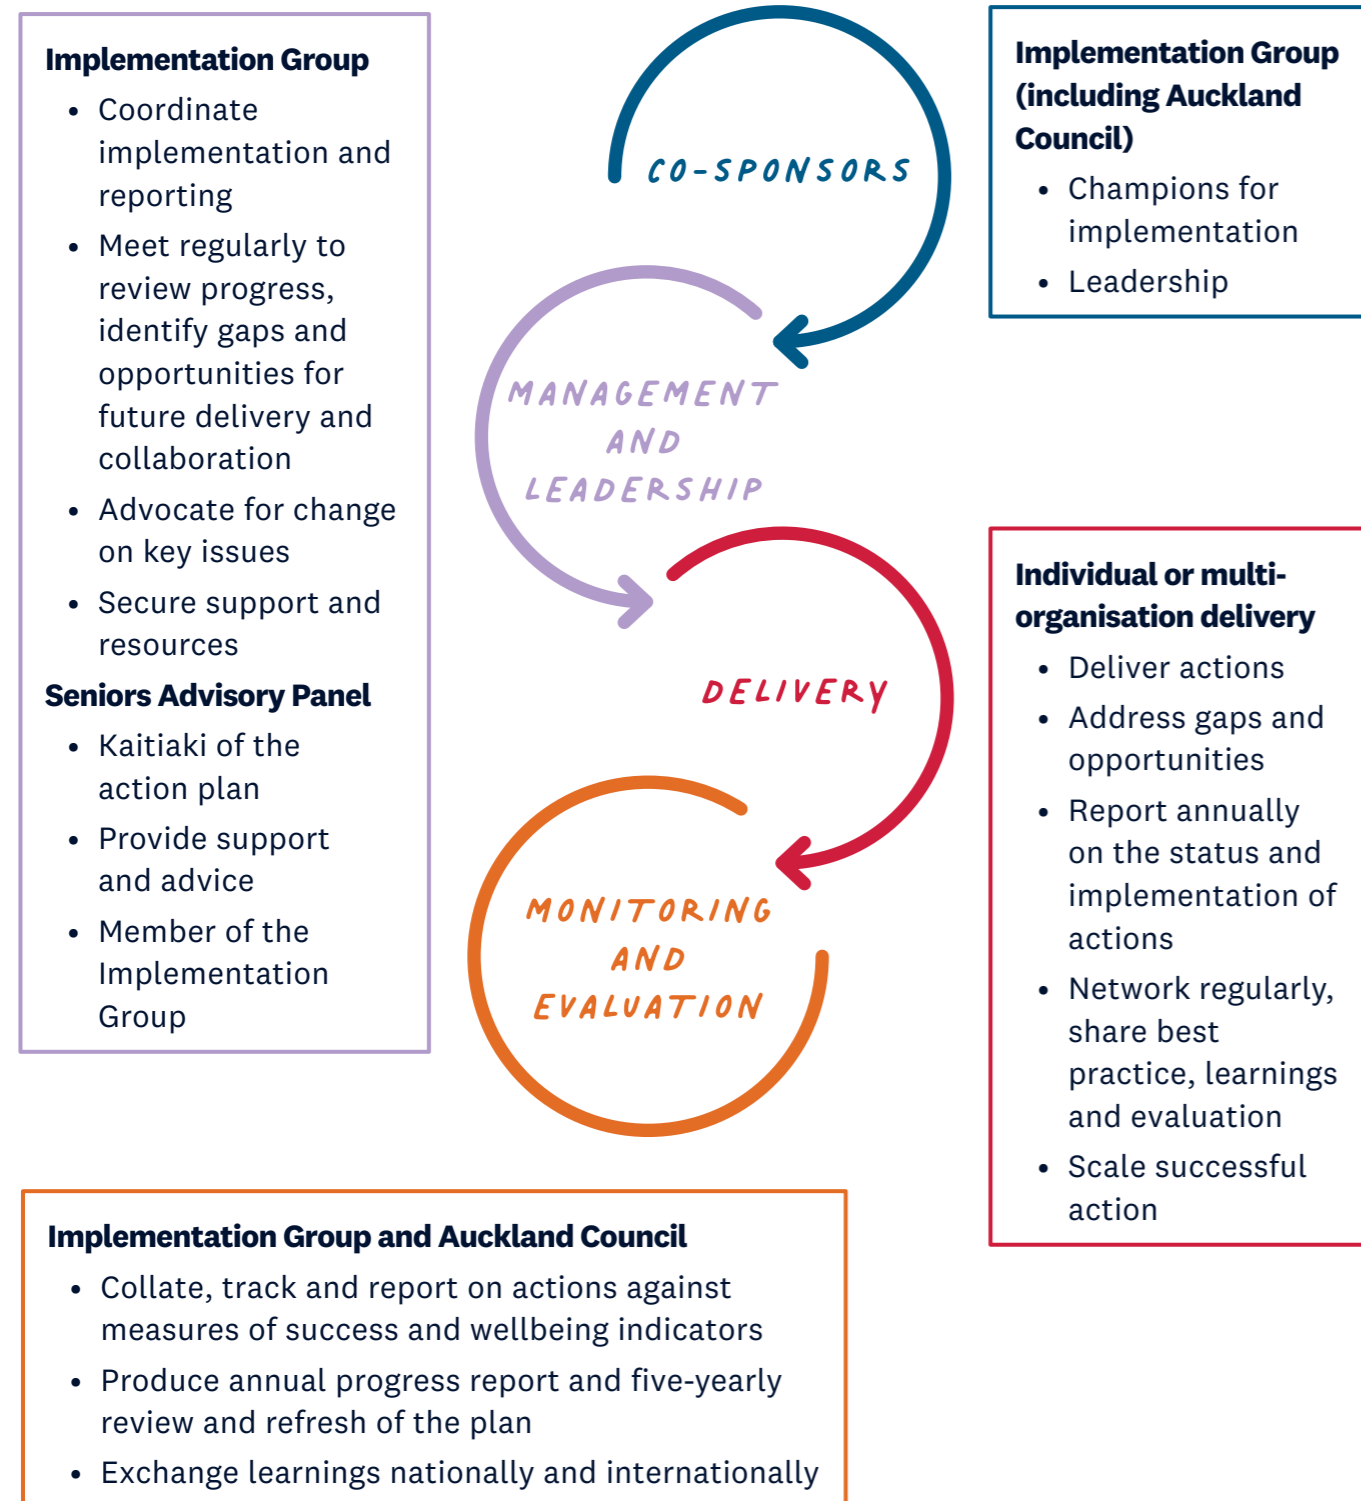 Implementation Group
• Coordinate
implementation and
reporting
• Meet regularly to
review progress,
identify gaps and
opportunities for
future delivery and
collaboration
• Advocate for change
on key issues
• Secure support and
resources
Seniors Advisory Panel
• Kaitiaki of the
action plan
• Provide support
and advice
• Member of the
Implementation
Group
CO-SPONSORS
MANAGEMENT
AND
LEADERSHIP
DELIVERY
MONITORING
AND
EVALUATION
Implementation Group
(including Auckland
Council)
• Champions for
implementation
• Leadership
Individual or multi-
organisation delivery
• Deliver actions
• Address gaps and
opportunities
• Report annually
on the status and
implementation of
actions
• Network regularly,
share best
practice, learnings
and evaluation
• Scale successful
action
Implementation Group and Auckland Council
• Collate, track and report on actions against
measures of success and wellbeing indicators
• Produce annual progress report and five-yearly
review and refresh of the plan
• Exchange learnings nationally and internationally